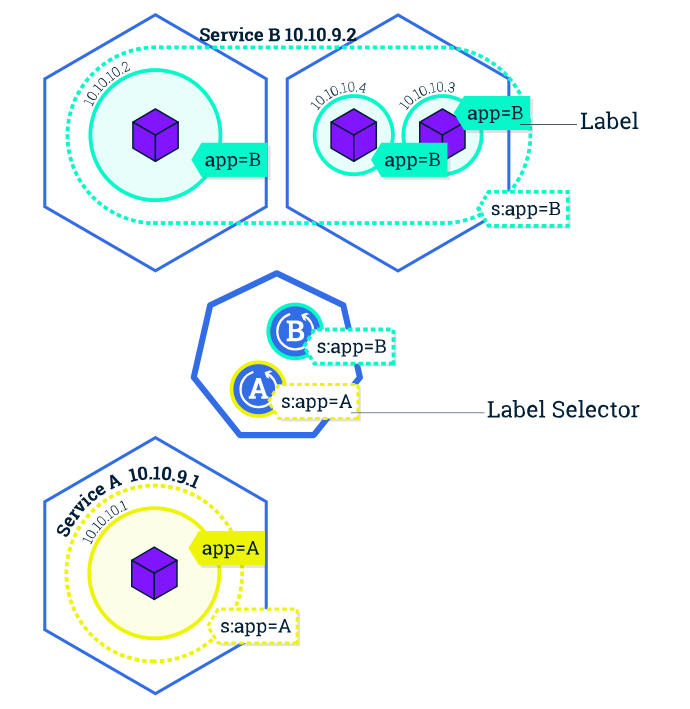 Service B 10.10.9.2
10.10.10.2
10.10.10.4
10.10.10.3
app=B
app=B
app=B
Label
s:app=B
B
s:app=B
A
s:app=A
Label Selector
Service A 10.10.9.1
10.10.10.1
app=A
s:app=A